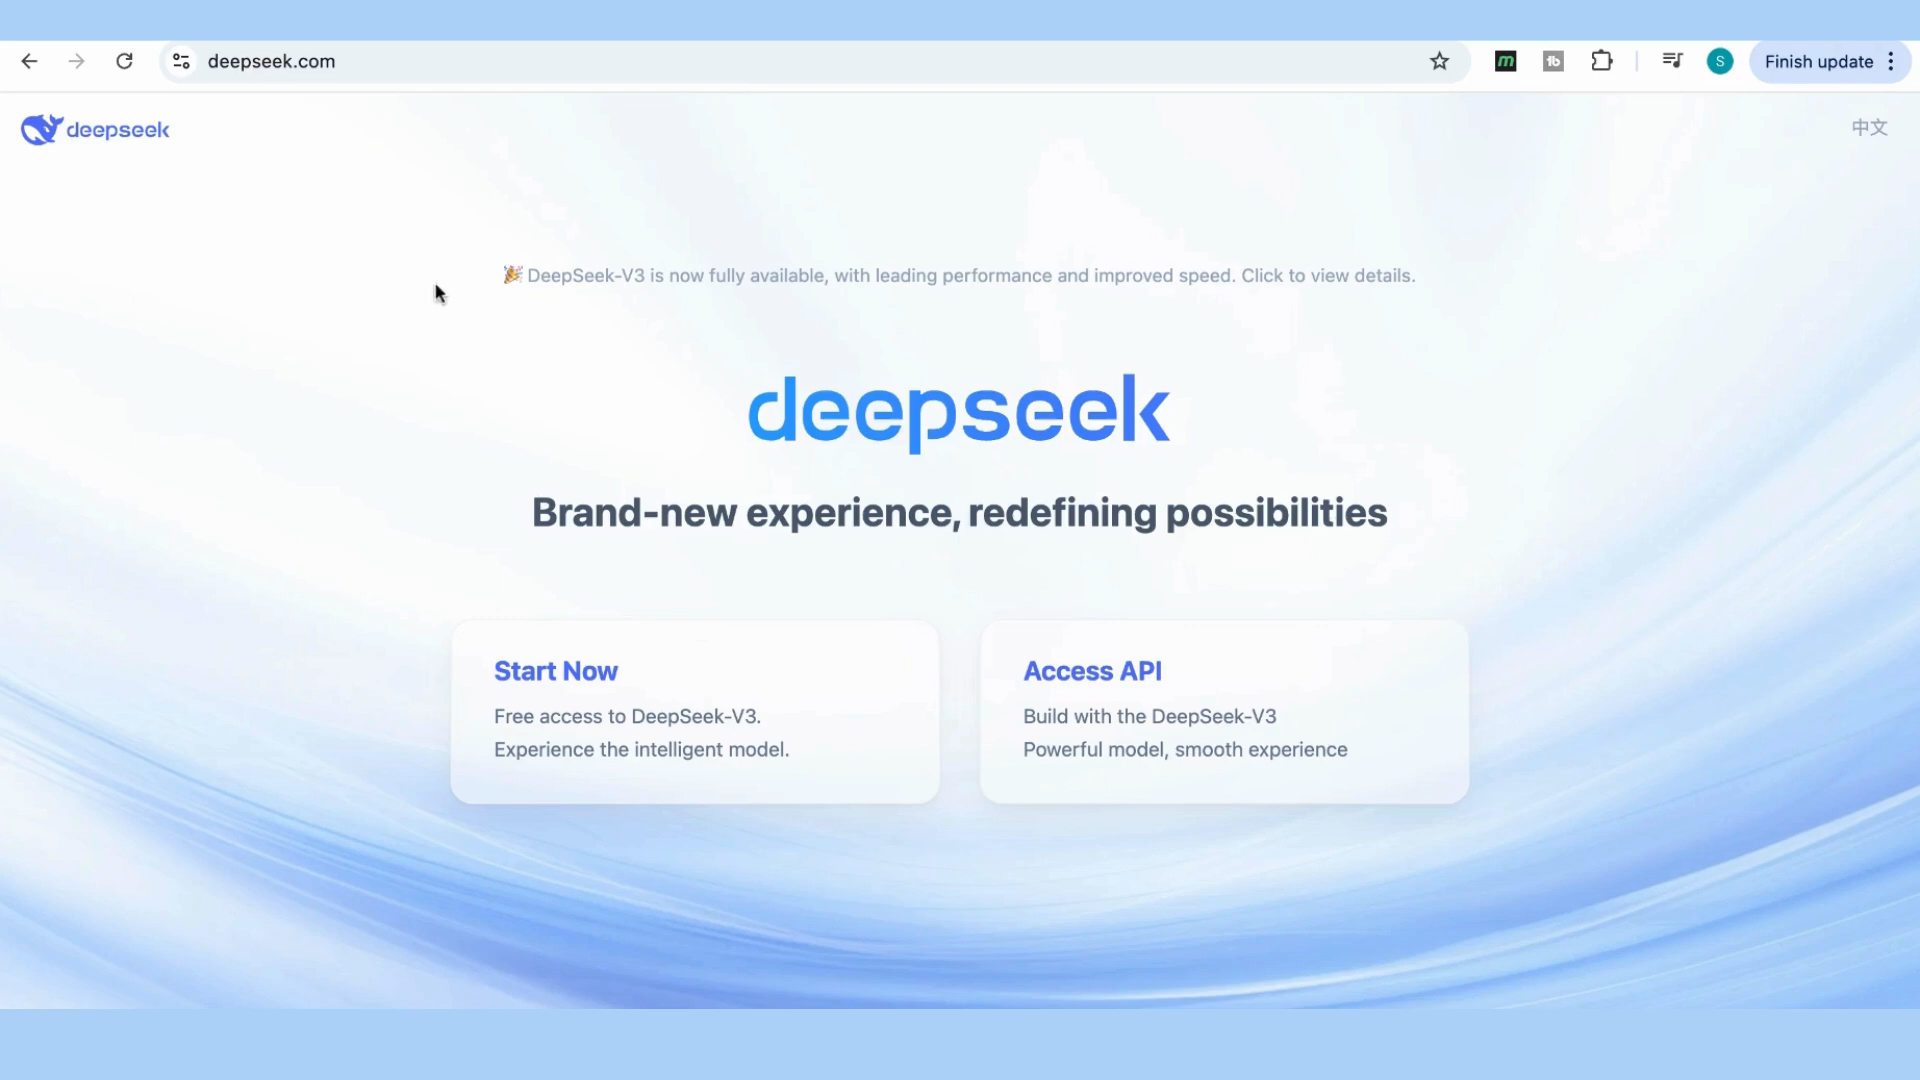 deepseek.com
m
tb
S
Finish update
deepseek
中文
🎉 DeepSeek-V3 is now fully available, with leading performance and improved speed. Click to view details.
deepseek
Brand-new experience, redefining possibilities
Start Now
Free access to DeepSeek-V3.
Experience the intelligent model.
Access API
Build with the DeepSeek-V3
Powerful model, smooth experience